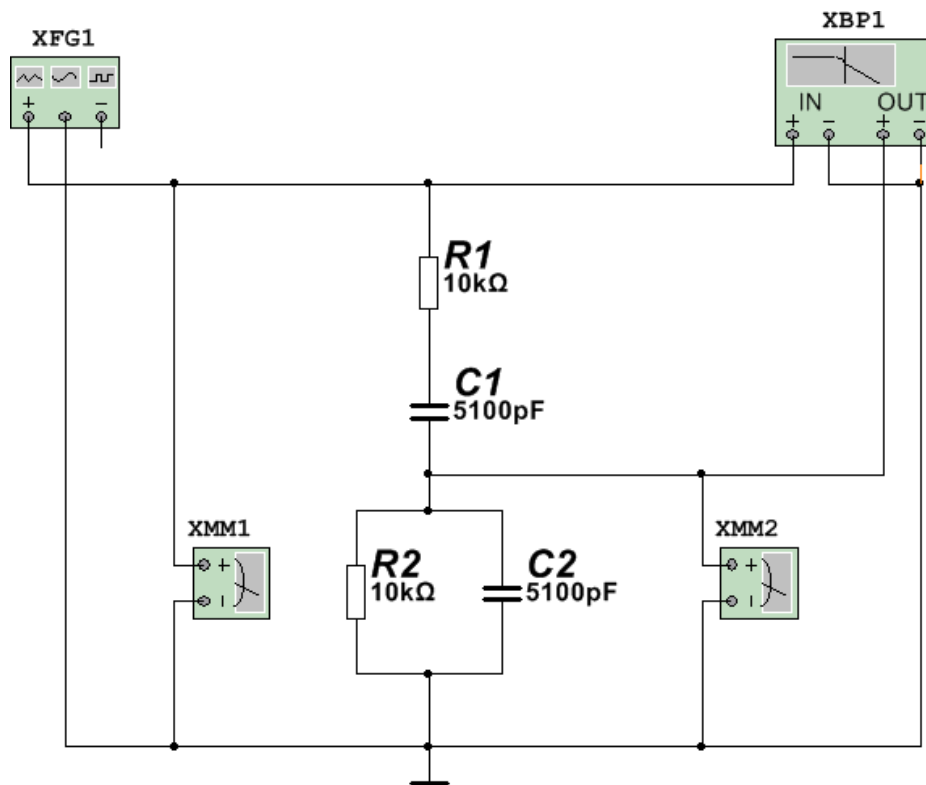 XFG1
XBP1
+ −
IN OUT
+ − + −
R1
10kΩ
C1
5100pF
XMM1
XMM2
R2
10kΩ
C2
5100pF
+
+